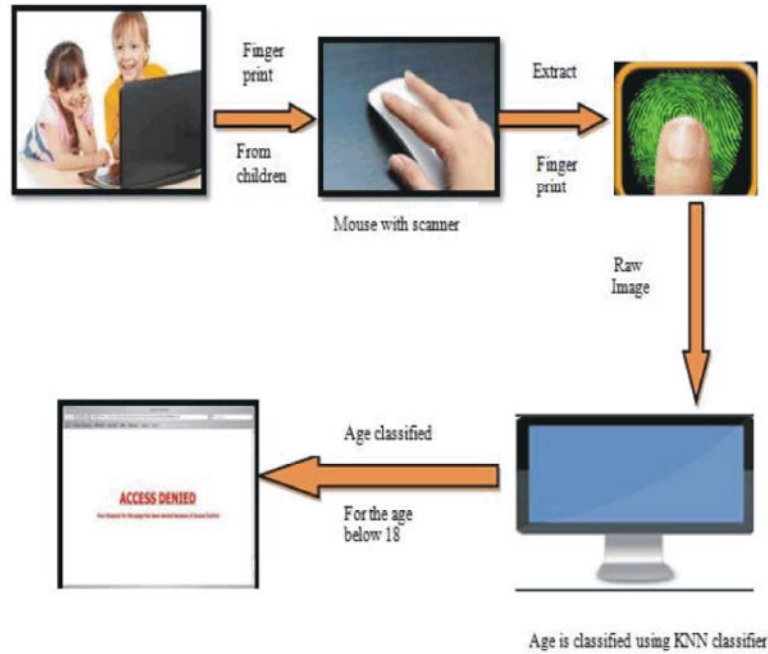 Finger
print
From
children
Mouse with scanner
Extract
Finger
print
Raw
Image
Age is classified using KNN classifier
Age classified
For the age
below 18
ACCESS DENIED